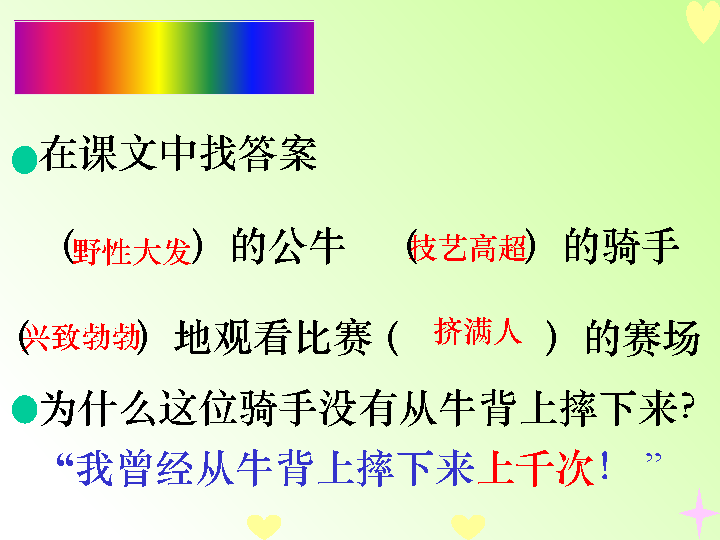 在课文中找答案
(野性大发)的公牛 (技艺高超)的骑手
(兴致勃勃)地观看比赛( 挤满人 )的赛场
为什么这位骑手没有从牛背上摔下来?
“我曾经从牛背上摔下来上千次! ”